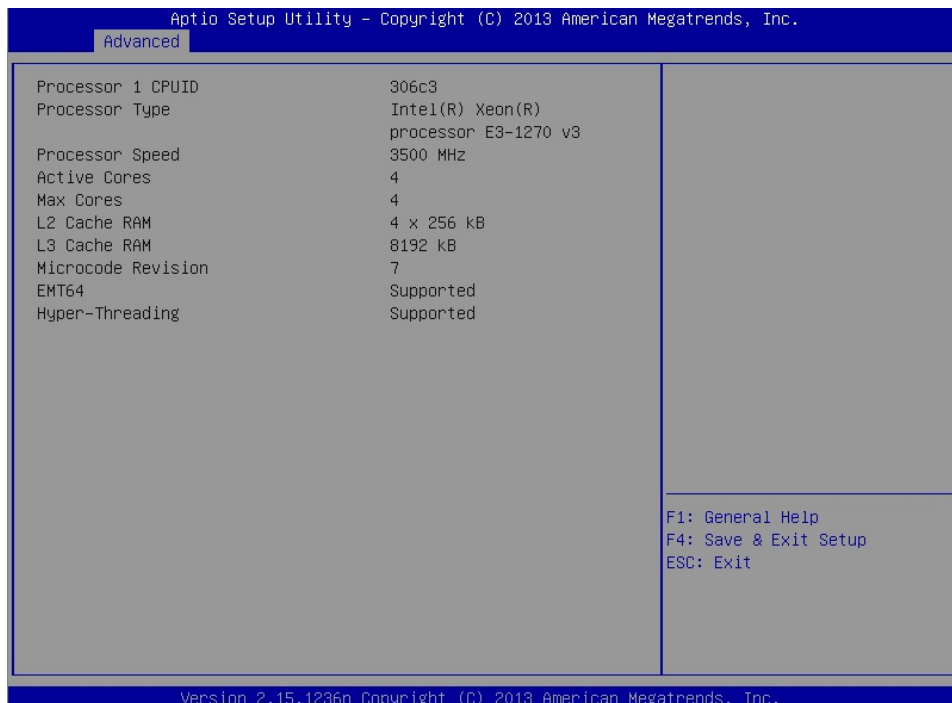 Aptio Setup Utility - Copyright (C) 2013 American Megatrends, Inc.
Advanced
Processor 1 CPUID 306c3
Processor Type Intel(R) Xeon(R)
processor E3-1270 v3
Processor Speed 3500 MHz
Active Cores 4
Max Cores 4
L2 Cache RAM 4 x 256 kB
L3 Cache RAM 8192 kB
Microcode Revision 7
EMT64 Supported
Hyper-Threading Supported
F1: General Help
F4: Save & Exit Setup
ESC: Exit
Version 2.15.1236n Copyright (C) 2013 American Megatrends, Inc.